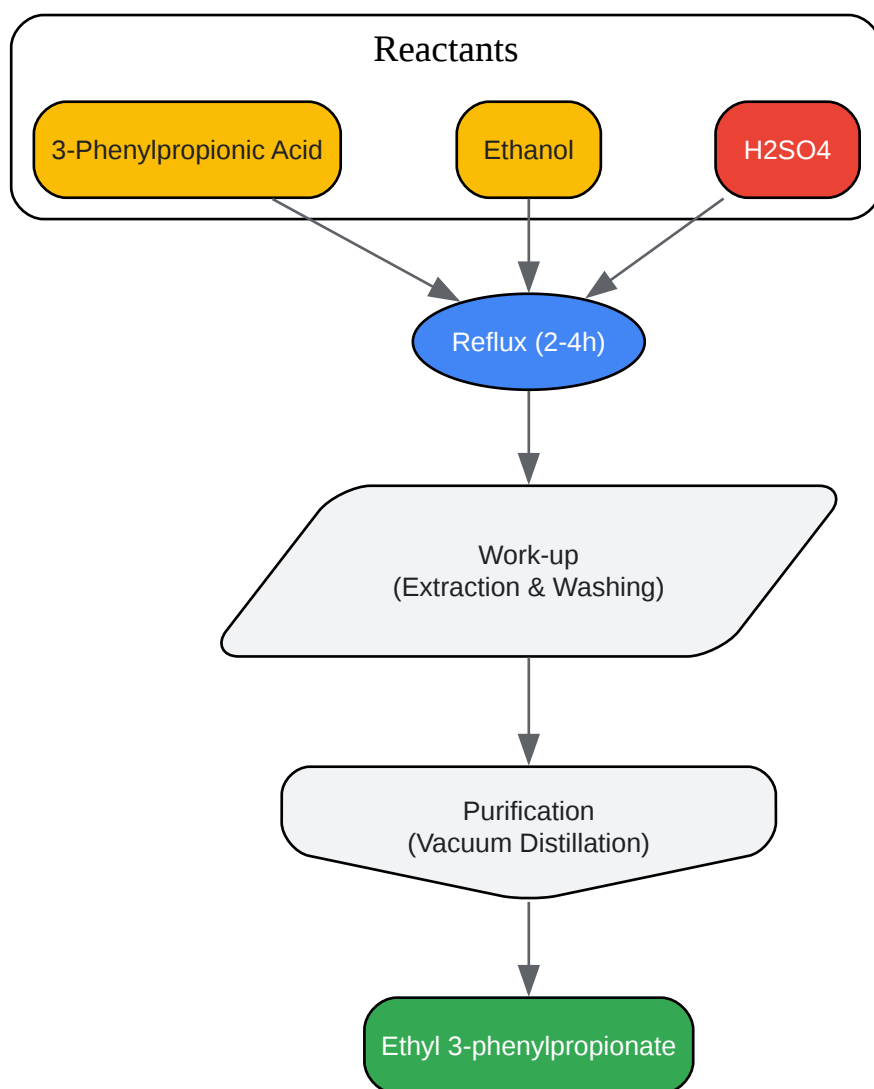 Reactants
3-Phenylpropionic Acid
Ethanol
H2SO4
Reflux (2-4h)
Work-up
(Extraction & Washing)
Purification
(Vacuum Distillation)
Ethyl 3-phenylpropionate